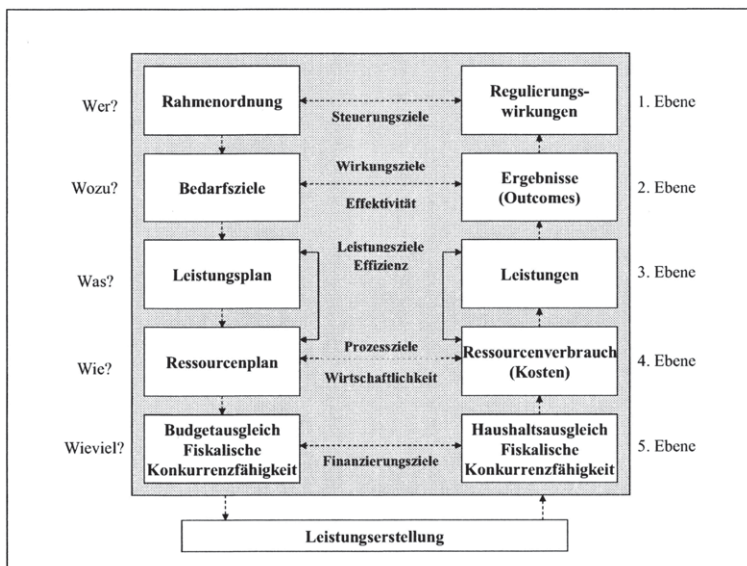 Wer?
Rahmenordnung
Steuerungsziele
Regulierungs-
wirkungen
1. Ebene
Wozu?
Bedarfsziele
Wirkungsziele
Effektivität
Ergebnisse
(Outcomes)
2. Ebene
Was?
Leistungsplan
Leistungsziele
Effizienz
Leistungen
3. Ebene
Wie?
Ressourcenplan
Prozessziele
Wirtschaftlichkeit
Ressourcenverbrauch
(Kosten)
4. Ebene
Wieviel?
Budgetausgleich
Fiskalische
Konkurrenzfähigkeit
Finanzierungsziele
Haushaltsausgleich
Fiskalische
Konkurrenzfähigkeit
5. Ebene
Leistungserstellung